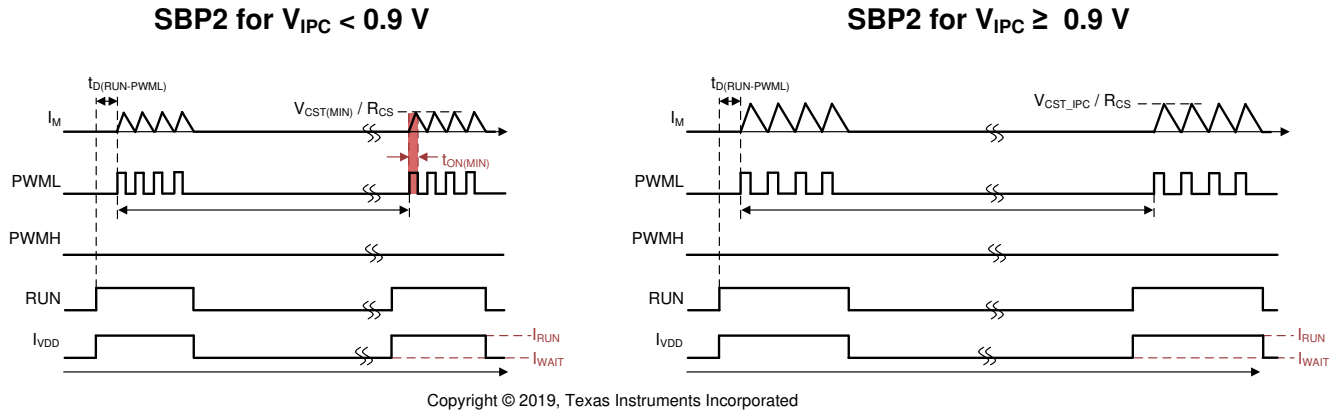 SBP2 for VIPC < 0.9 V
tD(RUN-PWML)
VCST(MIN) / RCS
IM
tON(MIN)
PWML
PWMH
RUN
IVDD
IRUN
IWAIT
SBP2 for VIPC ≥ 0.9 V
tD(RUN-PWML)
VCST_IPC / RCS
IM
PWML
PWMH
RUN
IVDD
IRUN
IWAIT
Copyright © 2019, Texas Instruments Incorporated